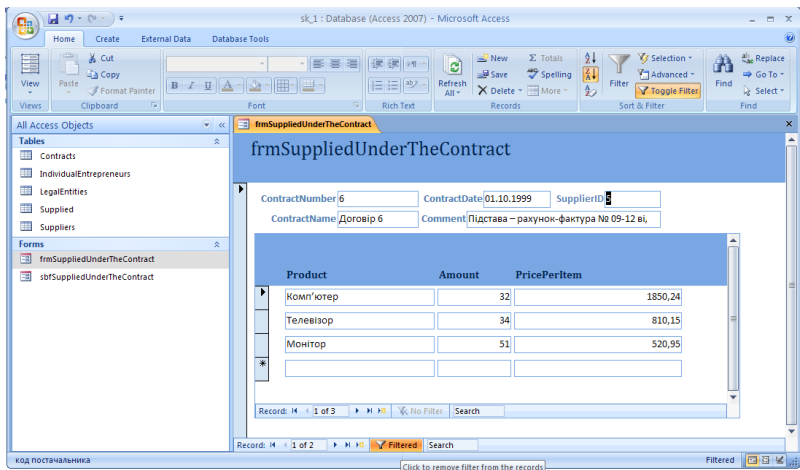 sk_1 : Database (Access 2007) - Microsoft Access
Home Create External Data Database Tools
View
Views
Paste
Cut
Copy
Format Painter
Clipboard
B I U A
Font
Rich Text
Refresh All
New
Save
Delete
Σ Totals
Spelling
More
Records
Filter
Selection
Advanced
Toggle Filter
Sort & Filter
Find
Replace
Go To
Select
Find
All Access Objects
Tables
Contracts
IndividualEntrepreneurs
LegalEntities
Supplied
Suppliers
Forms
frmSuppliedUnderTheContract
sbfSuppliedUnderTheContract
frmSuppliedUnderTheContract
frmSuppliedUnderTheContract
ContractNumber 6 ContractDate 01.10.1999 SupplierID 5
ContractName Договір 6 Comment Підстава – рахунок-фактура № 09-12 ві,
Product Amount PricePerItem
Комп'ютер 32 1850,24
Телевізор 34 810,15
Монітор 51 520,95
Record: 1 of 3 No Filter Search
Record: 1 of 2 Filtered Search
код постачальника Filtered
Click to remove filter from the records